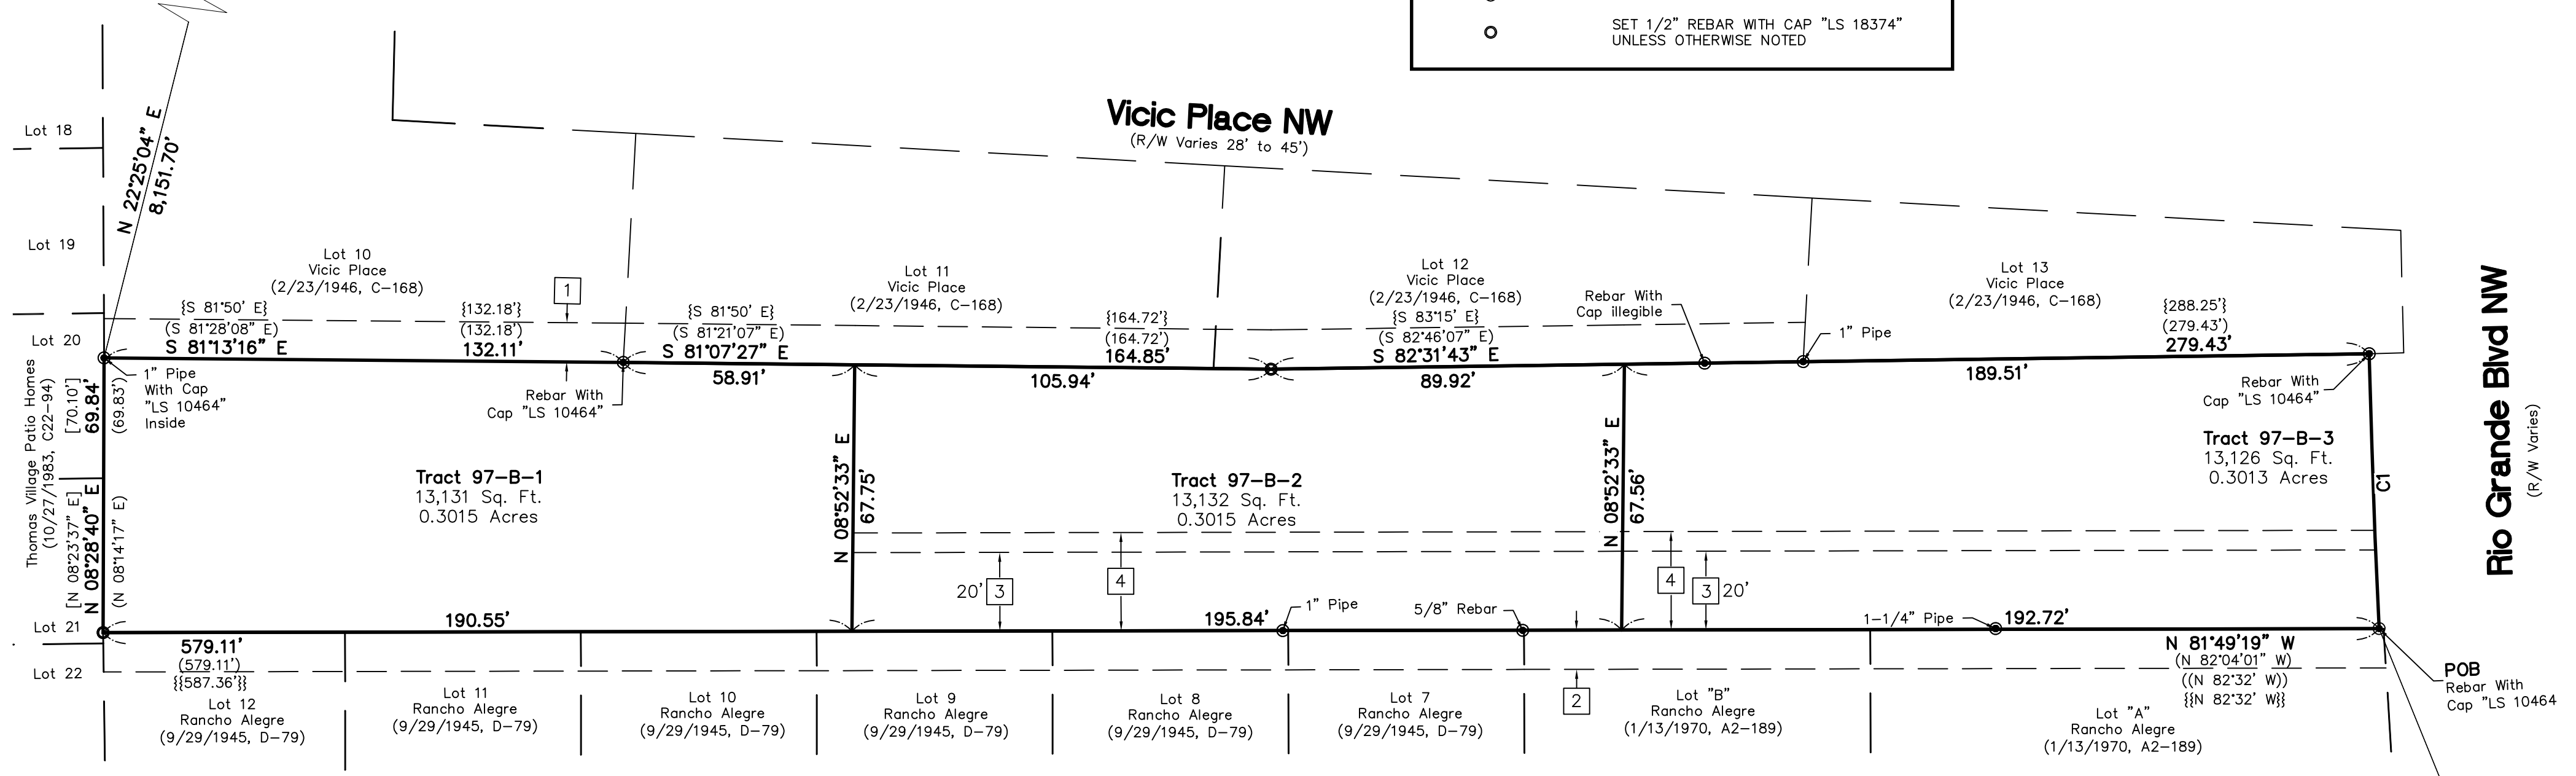 SET 1/2" REBAR WITH CAP "LS 18374"
UNLESS OTHERWISE NOTED
Vicic Place NW
(R/W Varies 28' to 45')
Lot 18
Lot 19
Lot 20
Lot 21
Lot 22
N 22°25'04" E
8,151.70'
Lot 10
Vicic Place
(2/23/1946, C-168)
1
{S 81°50' E}
(S 81°28'08" E)
S 81°13'16" E
{132.18'}
(132.18')
132.11'
Lot 11
Vicic Place
(2/23/1946, C-168)
{S 81°50' E}
(S 81°21'07" E)
S 81°07'27" E
{164.72'}
(164.72')
164.85'
Lot 12
Vicic Place
(2/23/1946, C-168)
{S 83°15' E}
(S 82°46'07" E)
S 82°31'43" E
Rebar With
Cap illegible
1" Pipe
Lot 13
Vicic Place
(2/23/1946, C-168)
{288.25'}
(279.43')
279.43'
58.91'
105.94'
89.92'
189.51'
1" Pipe
With Cap
"LS 10464"
Inside
Rebar With
Cap "LS 10464"
Rebar With
Cap "LS 10464"
Thomas Village Patio Homes
(10/27/1983, C22-94)
[N 08°23'37" E]
[70.10']
N 08°28'40" E
69.84'
(N 08°14'17" E)
(69.83')
Tract 97-B-1
13,131 Sq. Ft.
0.3015 Acres
N 08°52'33" E
67.75'
Tract 97-B-2
13,132 Sq. Ft.
0.3015 Acres
N 08°52'33" E
67.56'
Tract 97-B-3
13,126 Sq. Ft.
0.3013 Acres
C1
Rio Grande Blvd NW
(R/W Varies)
20' 3
4
4
3 20'
190.55'
195.84'
1" Pipe
5/8" Rebar
1-1/4" Pipe
192.72'
579.11'
(579.11')
{{587.36'}}
N 81°49'19" W
(N 82°04'01" W)
((N 82°32' W))
{{N 82°32' W}}
2
POB
Rebar With
Cap "LS 10464
Lot 12
Rancho Alegre
(9/29/1945, D-79)
Lot 11
Rancho Alegre
(9/29/1945, D-79)
Lot 10
Rancho Alegre
(9/29/1945, D-79)
Lot 9
Rancho Alegre
(9/29/1945, D-79)
Lot 8
Rancho Alegre
(9/29/1945, D-79)
Lot 7
Rancho Alegre
(9/29/1945, D-79)
Lot "B"
Rancho Alegre
(1/13/1970, A2-189)
Lot "A"
Rancho Alegre
(1/13/1970, A2-189)